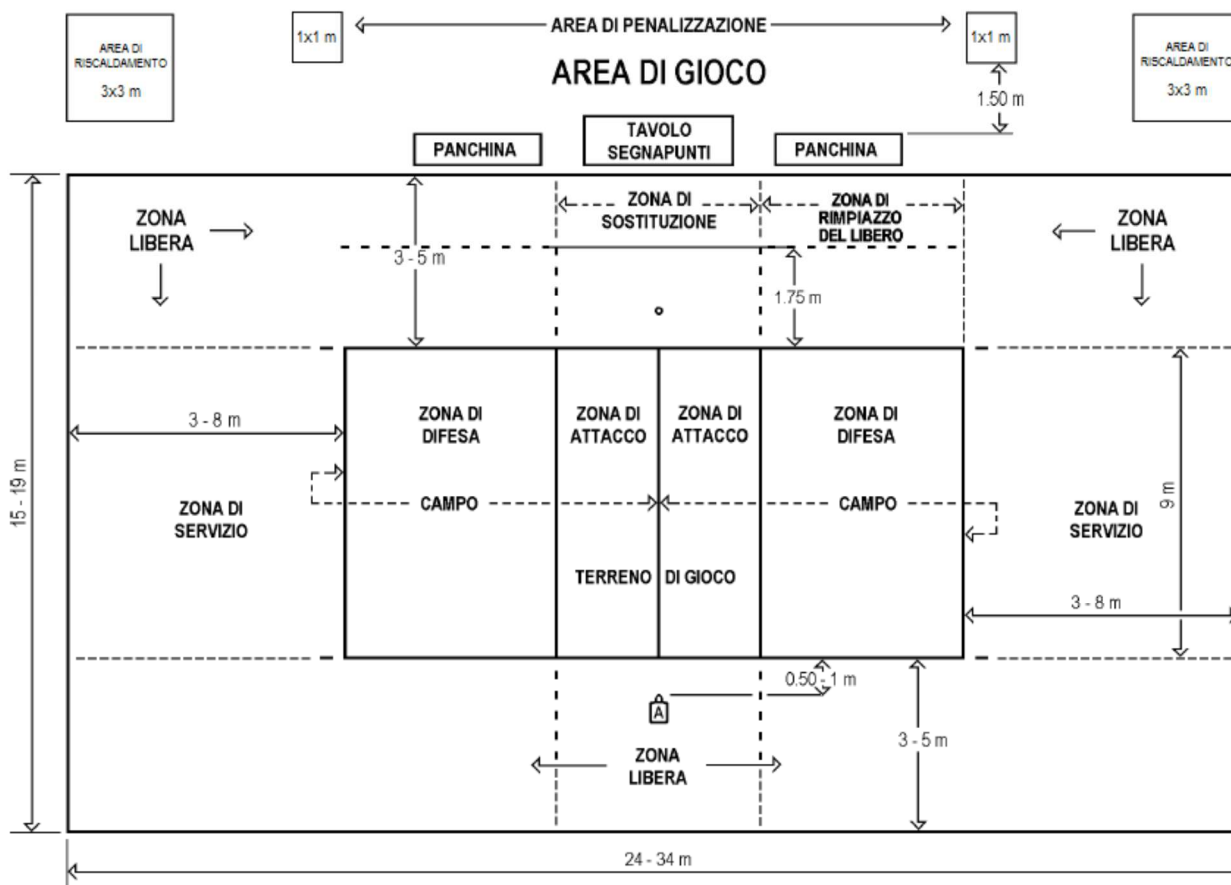 AREA DI
RISCALDAMENTO
3x3 m
1x1 m
AREA DI PENALIZZAZIONE
1x1 m
AREA DI
RISCALDAMENTO
3x3 m
AREA DI GIOCO
1.50 m
PANCHINA
TAVOLO
SEGNAPUNTI
PANCHINA
ZONA
LIBERA
ZONA DI
SOSTITUZIONE
ZONA DI
RIMPIAZZO
DEL LIBERO
ZONA
LIBERA
3 - 5 m
1.75 m
3 - 8 m
ZONA DI
DIFESA
ZONA DI
ATTACCO
ZONA DI
ATTACCO
ZONA DI
DIFESA
15 - 19 m
ZONA DI
SERVIZIO
CAMPO
CAMPO
9 m
ZONA DI
SERVIZIO
TERRENO DI GIOCO
3 - 8 m
0.50 - 1 m
A
3 - 5 m
ZONA
LIBERA
24 - 34 m